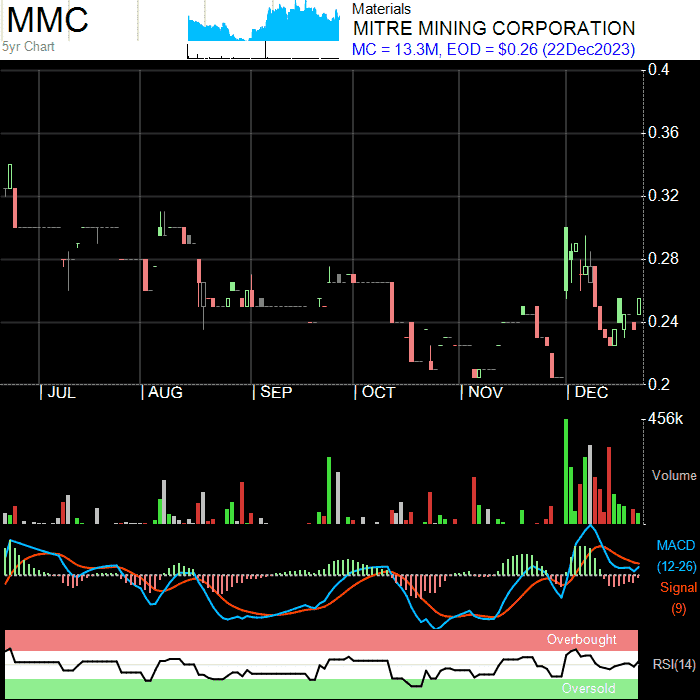 MMC
5yr Chart
Materials
MITRE MINING CORPORATION
MC = 13.3M, EOD = $0.26 (22Dec2023)
0.4
0.36
0.32
0.28
0.24
0.2
JUL AUG SEP OCT NOV DEC
456k
Volume
MACD
(12-26)
Signal
(9)
Overbought
RSI(14)
Oversold